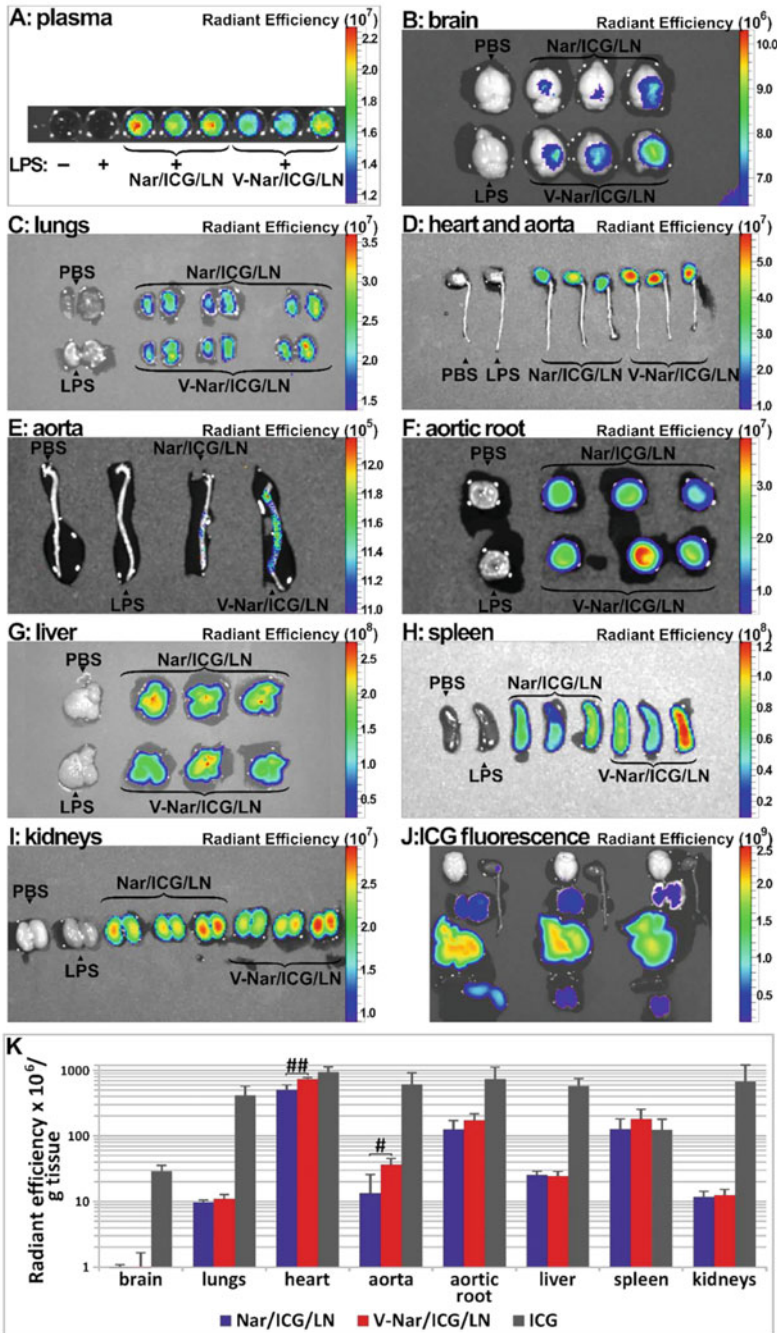 A: plasma
Radiant Efficiency (10⁷)
2.2
2.0
1.8
1.6
1.4
1.2
LPS: – + + +
Nar/ICG/LN V-Nar/ICG/LN
B: brain
Radiant Efficiency (10⁶)
PBS
Nar/ICG/LN
10.0
9.0
8.0
7.0
LPS
V-Nar/ICG/LN
C: lungs
Radiant Efficiency (10⁷)
PBS
Nar/ICG/LN
3.5
3.0
2.5
2.0
1.5
LPS
V-Nar/ICG/LN
D: heart and aorta
Radiant Efficiency (10⁷)
5.0
4.0
3.0
2.0
1.0
PBS LPS Nar/ICG/LN V-Nar/ICG/LN
E: aorta
Radiant Efficiency (10⁵)
PBS
Nar/ICG/LN
12.0
11.8
11.6
11.4
11.2
11.0
LPS
V-Nar/ICG/LN
F: aortic root
Radiant Efficiency (10⁷)
PBS
Nar/ICG/LN
3.0
2.0
1.0
LPS
V-Nar/ICG/LN
G: liver
Radiant Efficiency (10⁸)
PBS
Nar/ICG/LN
2.5
2.0
1.5
1.0
0.5
LPS
V-Nar/ICG/LN
H: spleen
Radiant Efficiency (10⁸)
PBS
Nar/ICG/LN
1.2
1.0
0.8
0.6
0.4
0.2
LPS
V-Nar/ICG/LN
I: kidneys
Radiant Efficiency (10⁷)
PBS
Nar/ICG/LN
2.5
2.0
1.5
1.0
LPS
V-Nar/ICG/LN
J:ICG fluorescence
Radiant Efficiency (10⁹)
2.5
2.0
1.5
1.0
0.5
K
Radiant efficiency x 10⁶/
g tissue
1000
100
10
1
##
#
brain lungs heart aorta aortic root liver spleen kidneys
Nar/ICG/LN V-Nar/ICG/LN ICG